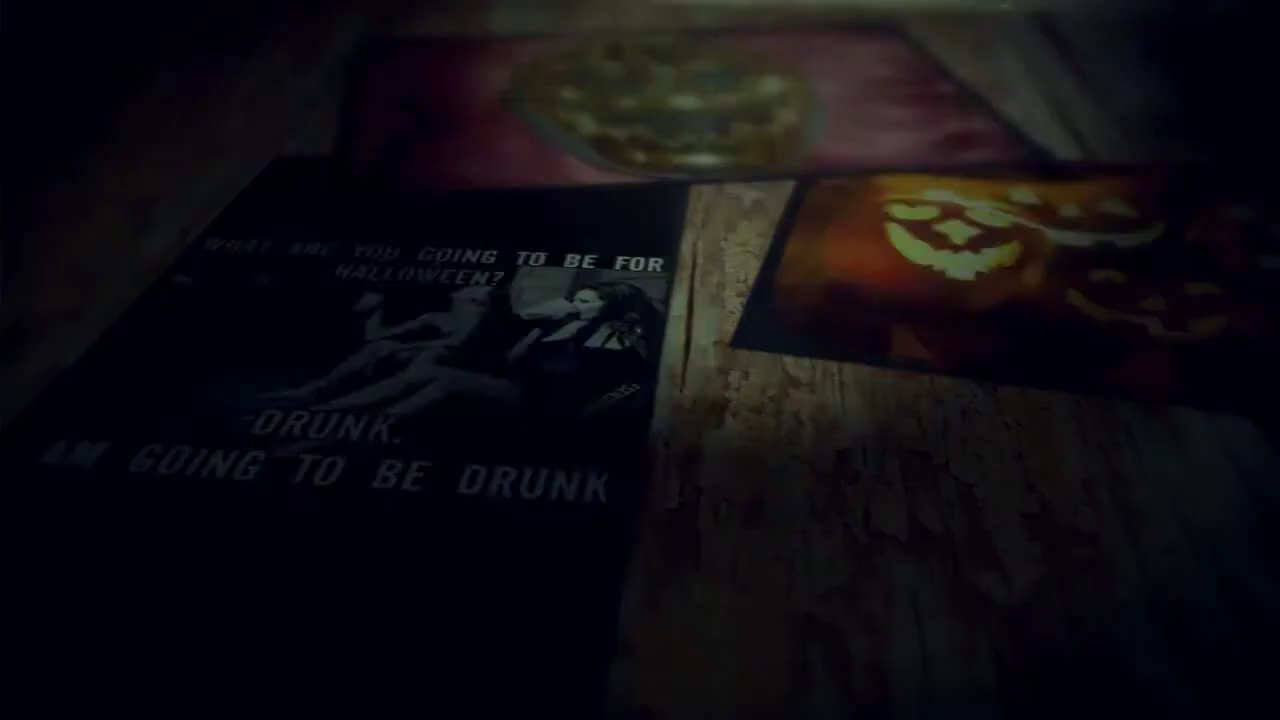 WHAT ARE YOU GOING TO BE FOR
HALLOWEEN?
-DRUNK.
AM GOING TO BE DRUNK